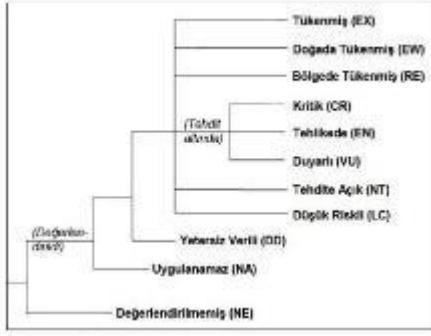 Tükenmiş (EX)
Doğada Tükenmiş (EW)
Bölgede Tükenmiş (RE)
Kritik (CR)
(Tehdit
altında)
Tehlikede (EN)
Duyarlı (VU)
Tehdite Açık (NT)
Düşük Riskli (LC)
(Değerlen-
dirildi)
Yetersiz Verili (DD)
Uygulanamaz (NA)
Değerlendirilmemiş (NE)